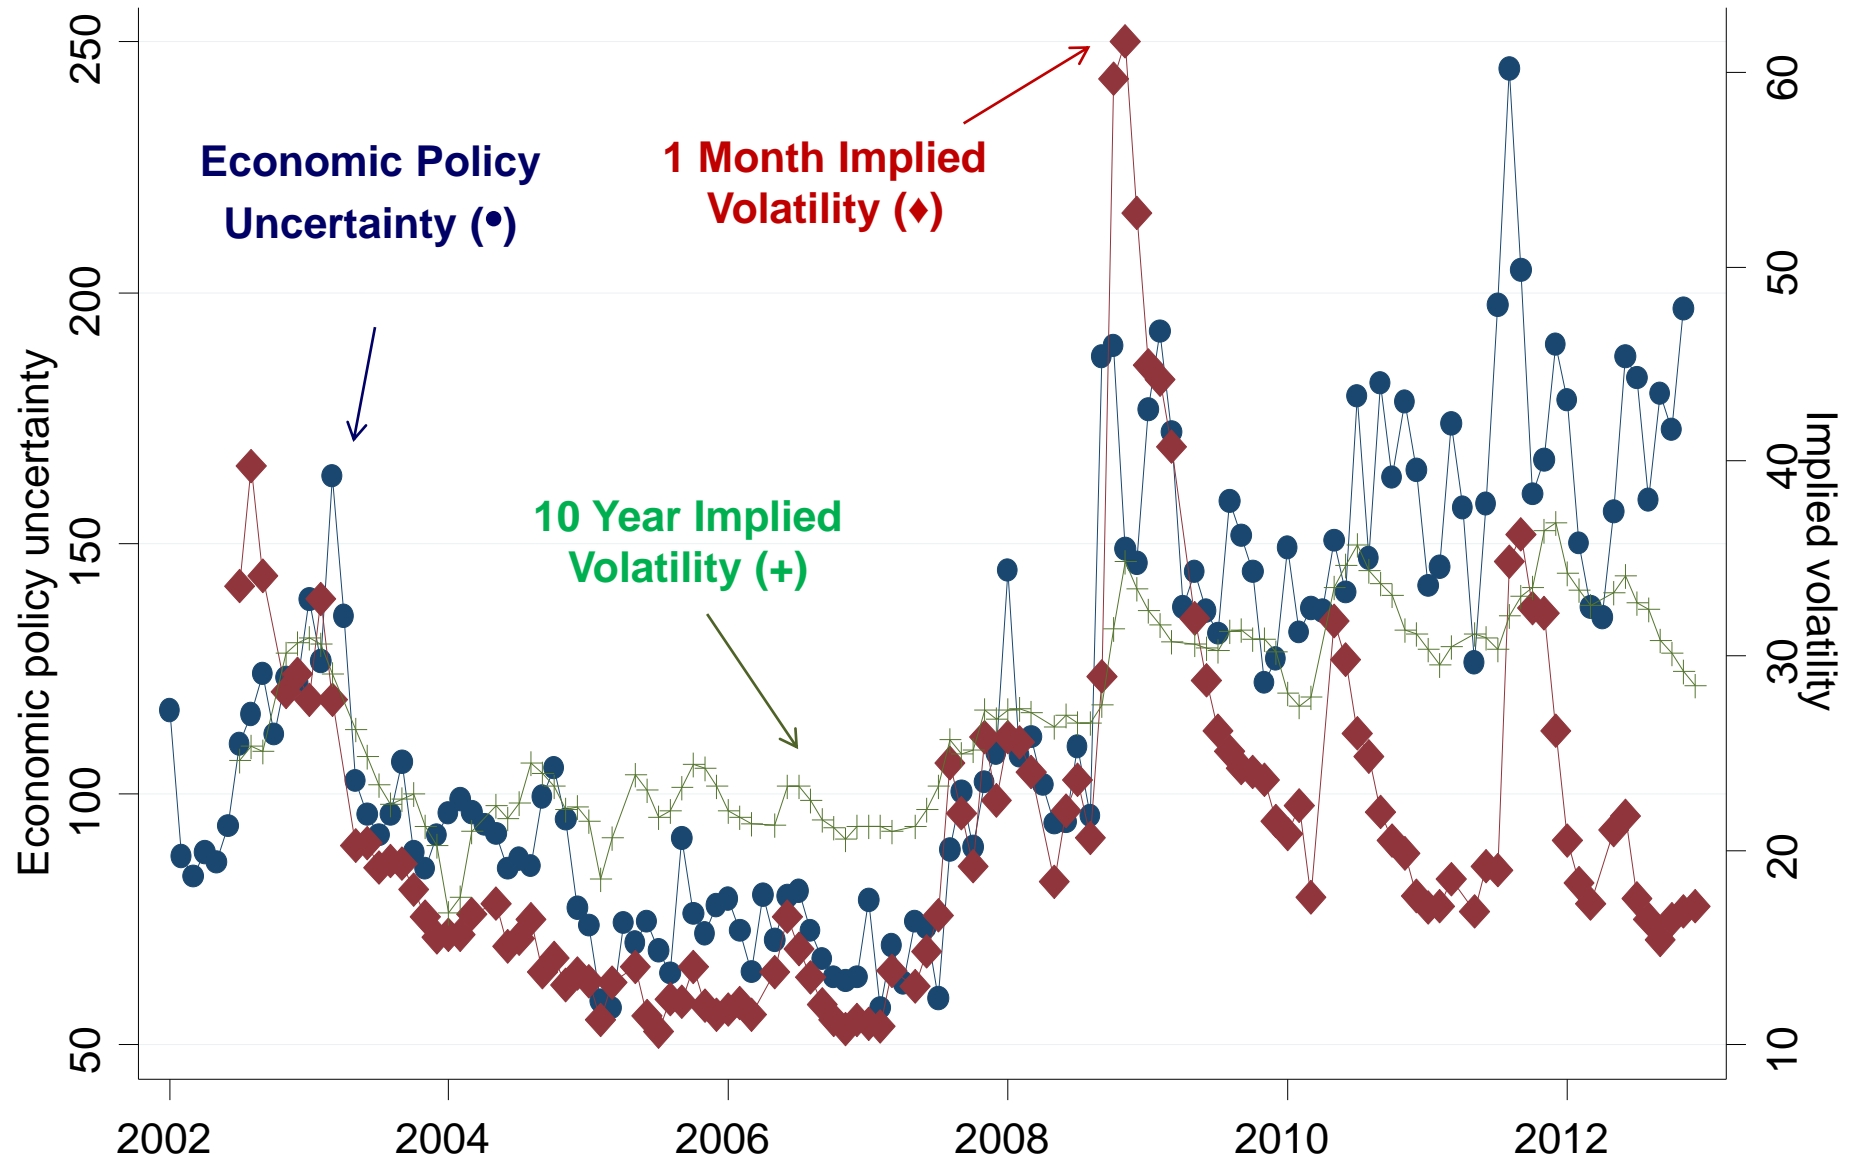 Economic policy uncertainty
250
200
150
100
50
Economic Policy
Uncertainty (•)
1 Month Implied
Volatility (♦)
10 Year Implied
Volatility (+)
60
50
40
30
20
10
Implied volatility
2002 2004 2006 2008 2010 2012